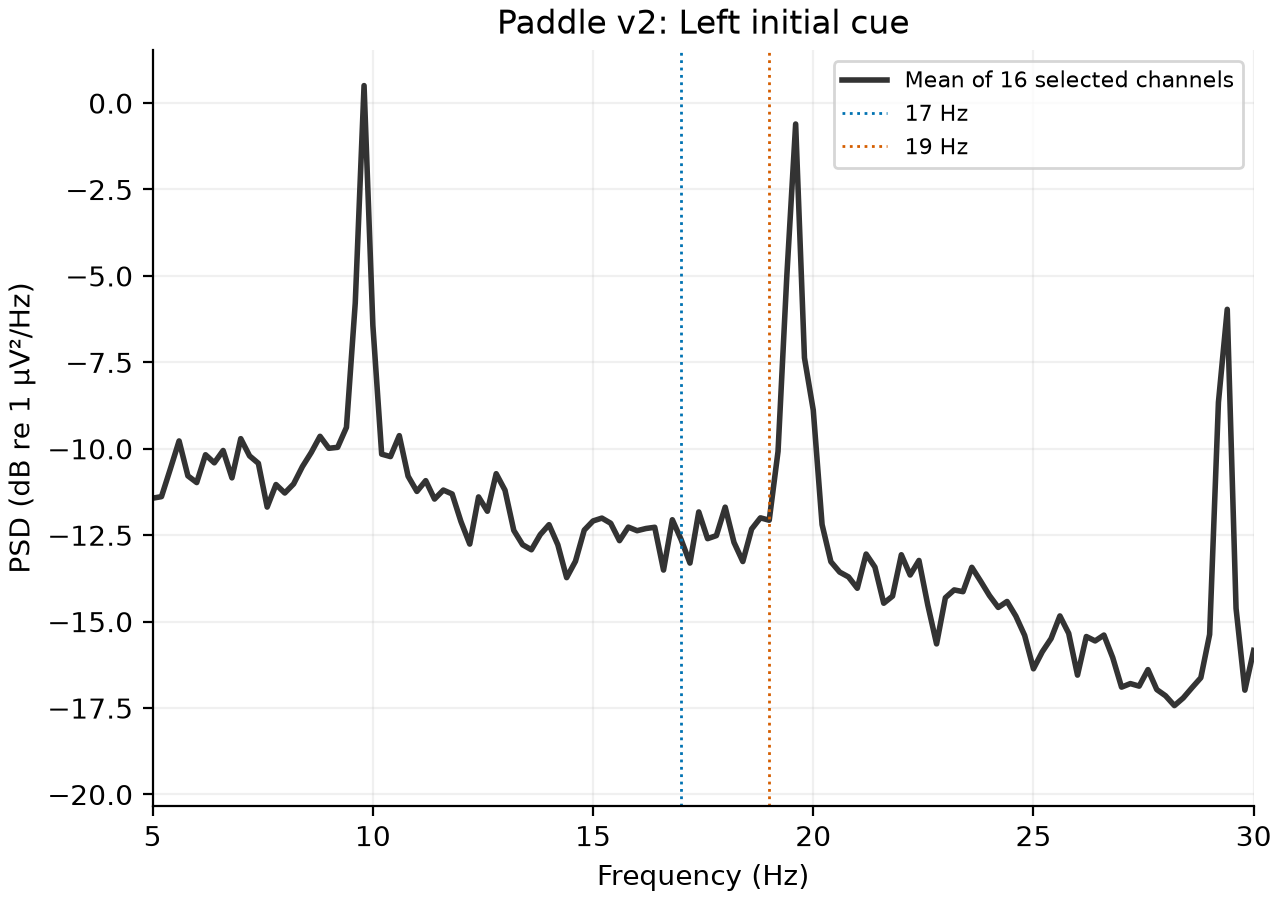 Paddle v2: Left initial cue
Mean of 16 selected channels
17 Hz
19 Hz
PSD (dB re 1 µV²/Hz)
0.0
−2.5
−5.0
−7.5
−10.0
−12.5
−15.0
−17.5
−20.0
5 10 15 20 25 30
Frequency (Hz)